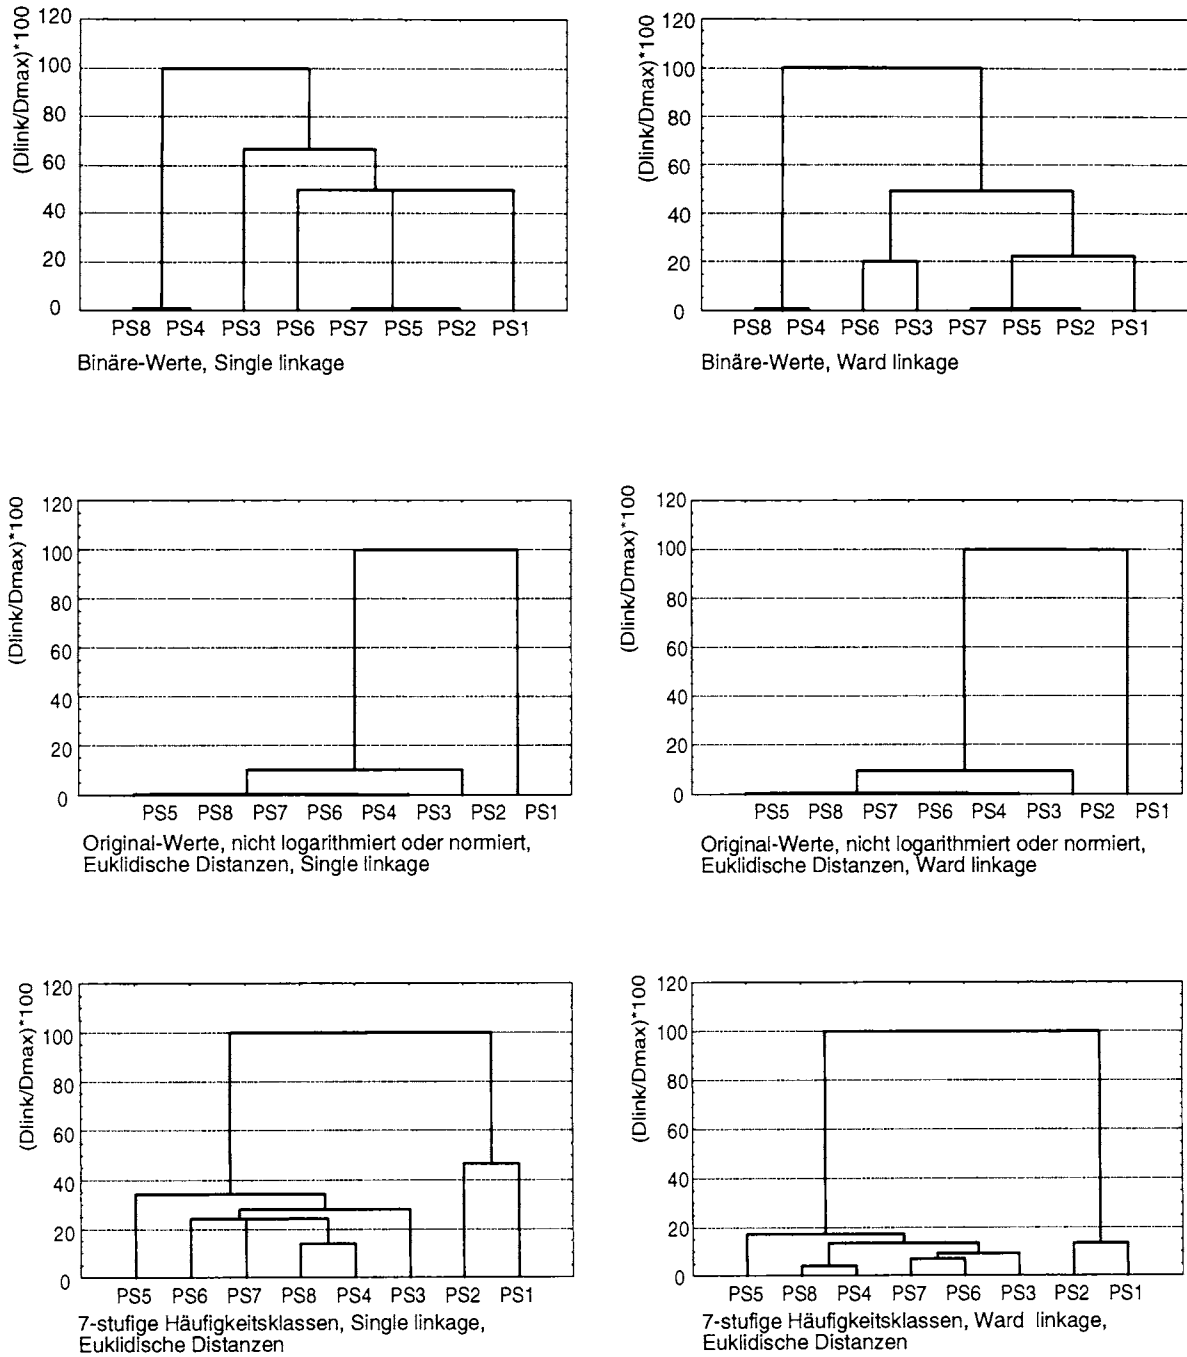 (Dlink/Dmax)*100
120
100
80
60
40
20
0
PS8 PS4 PS3 PS6 PS7 PS5 PS2 PS1
Binäre-Werte, Single linkage
(Dlink/Dmax)*100
120
100
80
60
40
20
0
PS8 PS4 PS6 PS3 PS7 PS5 PS2 PS1
Binäre-Werte, Ward linkage
(Dlink/Dmax)*100
120
100
80
60
40
20
0
PS5 PS8 PS7 PS6 PS4 PS3 PS2 PS1
Original-Werte, nicht logarithmiert oder normiert,
Euklidische Distanzen, Single linkage
(Dlink/Dmax)*100
120
100
80
60
40
20
0
PS5 PS8 PS7 PS6 PS4 PS3 PS2 PS1
Original-Werte, nicht logarithmiert oder normiert,
Euklidische Distanzen, Ward linkage
(Dlink/Dmax)*100
120
100
80
60
40
20
0
PS5 PS6 PS7 PS8 PS4 PS3 PS2 PS1
7-stufige Häufigkeitsklassen, Single linkage,
Euklidische Distanzen
(Dlink/Dmax)*100
120
100
80
60
40
20
0
PS5 PS8 PS4 PS7 PS6 PS3 PS2 PS1
7-stufige Häufigkeitsklassen, Ward linkage,
Euklidische Distanzen